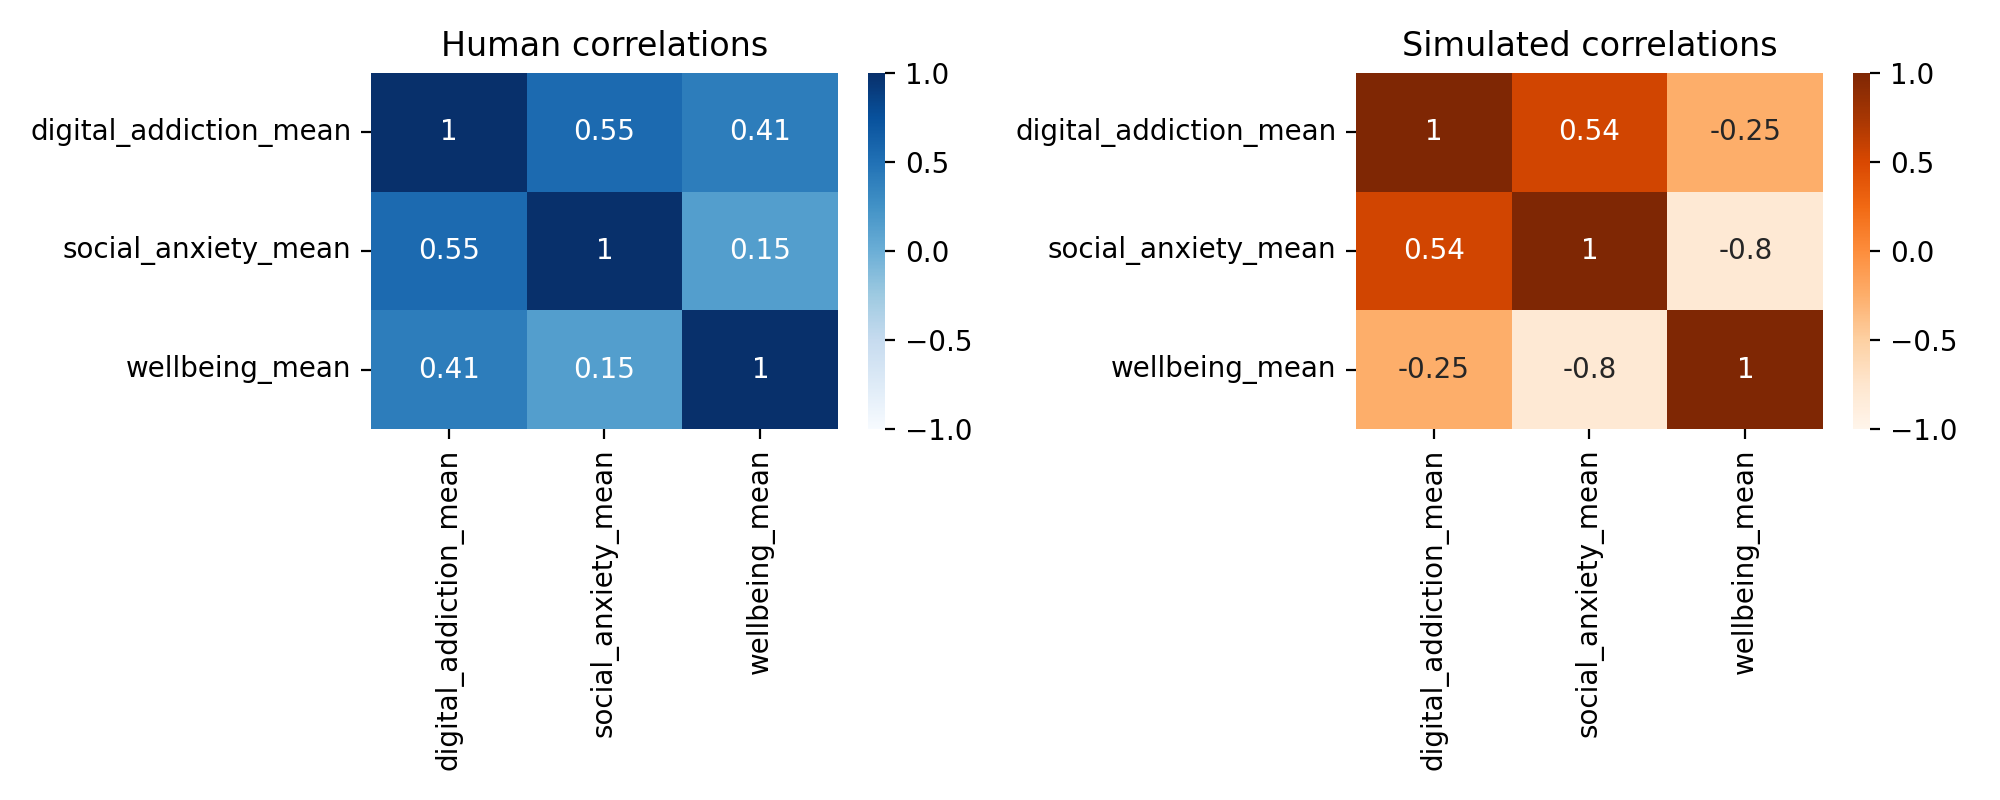 Human correlations
digital_addiction_mean
social_anxiety_mean
wellbeing_mean
1 0.55 0.41
0.55 1 0.15
0.41 0.15 1
digital_addiction_mean
social_anxiety_mean
wellbeing_mean
1.0
0.5
0.0
−0.5
−1.0
Simulated correlations
digital_addiction_mean
social_anxiety_mean
wellbeing_mean
1 0.54 -0.25
0.54 1 -0.8
-0.25 -0.8 1
digital_addiction_mean
social_anxiety_mean
wellbeing_mean
1.0
0.5
0.0
−0.5
−1.0